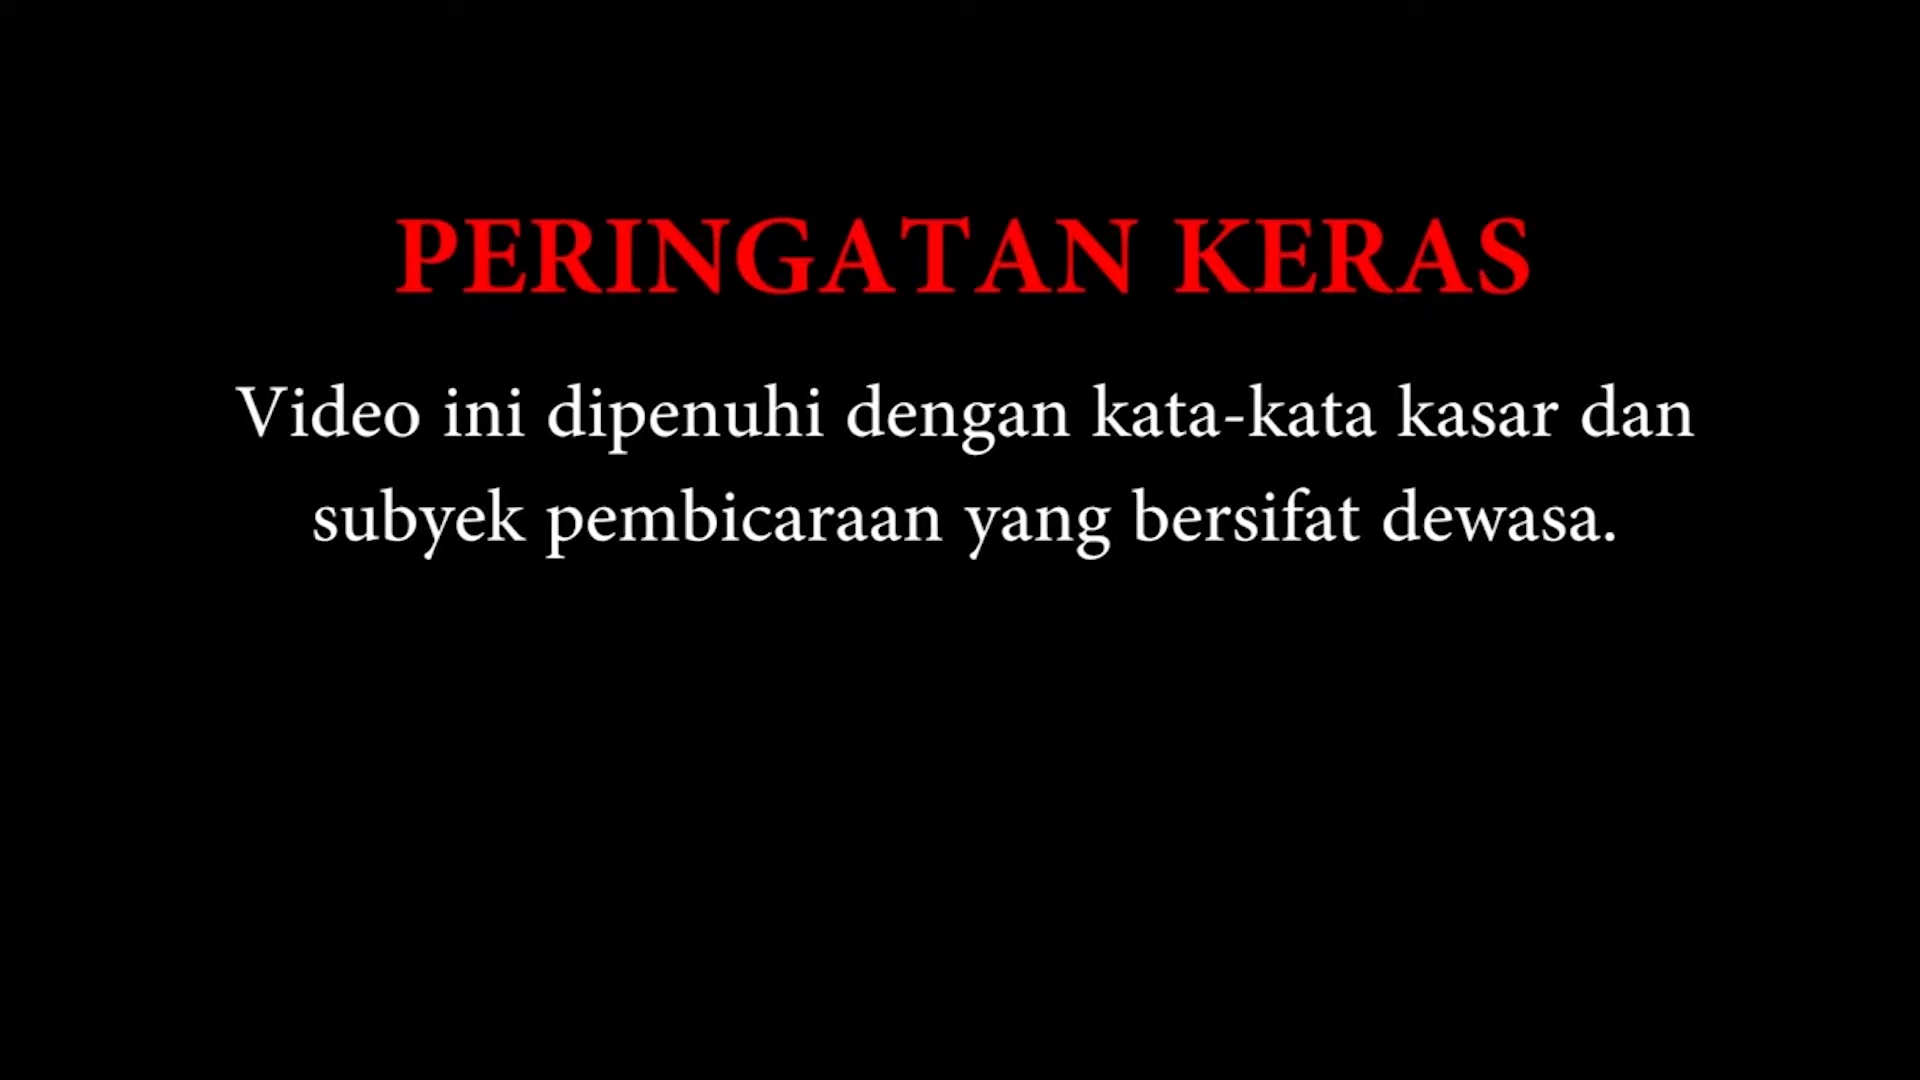 PERINGATAN KERAS
Video ini dipenuhi dengan kata-kata kasar dan
subyek pembicaraan yang bersifat dewasa.